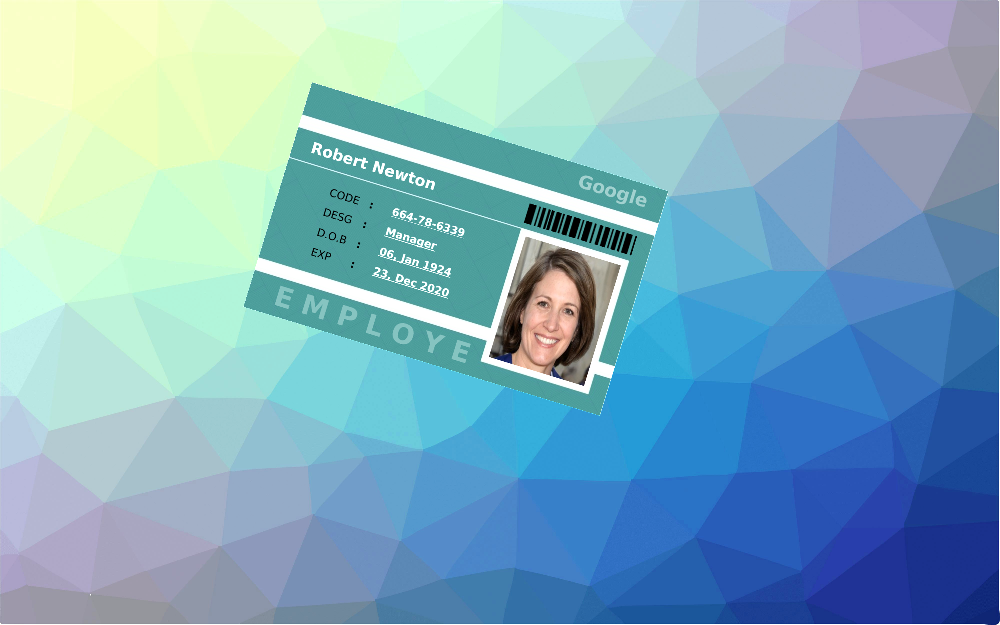 Google
Robert Newton
CODE : 664-78-6339
DESG : Manager
D.O.B : 06, Jan 1924
EXP : 23, Dec 2020
EMPLOYE